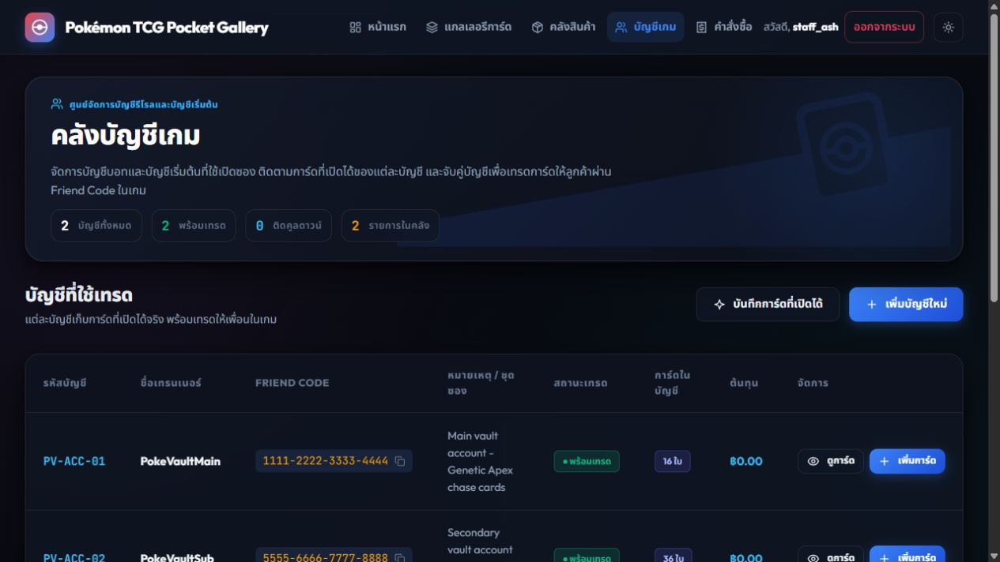 Pokémon TCG Pocket Gallery
หน้าแรก
แกลเลอรีการ์ด
คลังสินค้า
บัญชีเกม
คำสั่งซื้อ
สวัสดี, staff_ash
ออกจากระบบ
ศูนย์จัดการบัญชีรีโรลและบัญชีเริ่มต้น
คลังบัญชีเกม
จัดการบัญชีบอทและบัญชีเริ่มต้นที่ใช้เปิดซอง ติดตามการ์ดที่เปิดได้ของแต่ละบัญชี และจับคู่บัญชีเพื่อเทรดการ์ดให้ลูกค้าผ่าน
Friend Code ในเกม
2 บัญชีทั้งหมด
2 พร้อมเทรด
0 ติดคูลดาวน์
2 รายการในคลัง
บัญชีที่ใช้เทรด
แต่ละบัญชีเก็บการ์ดที่เปิดได้จริง พร้อมเทรดให้เพื่อนในเกม
บันทึกการ์ดที่เปิดได้
เพิ่มบัญชีใหม่
รหัสบัญชี
ชื่อเทรนเนอร์
FRIEND CODE
หมายเหตุ / ชุด
ซอง
สถานะเทรด
การ์ดใน
บัญชี
ต้นทุน
จัดการ
PV-ACC-01
PokeVaultMain
1111-2222-3333-4444
Main vault
account -
Genetic Apex
chase cards
พร้อมเทรด
16 ใบ
฿0.00
ดูการ์ด
เพิ่มการ์ด
PV-ACC-02
PokeVaultSub
5555-6666-7777-8888
Secondary
vault account
พร้อมเทรด
36 ใบ
฿0.00
ดูการ์ด
เพิ่มการ์ด